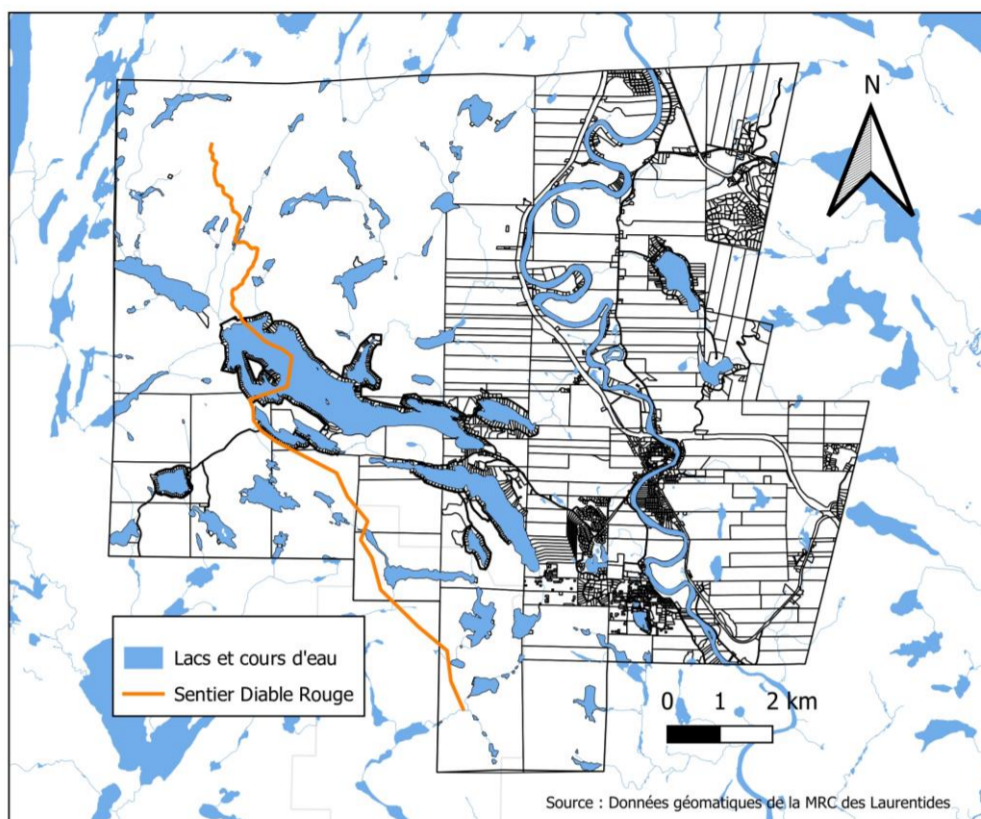 N
Lacs et cours d'eau
Sentier Diable Rouge
0 1 2 km
Source : Données géomatiques de la MRC des Laurentides